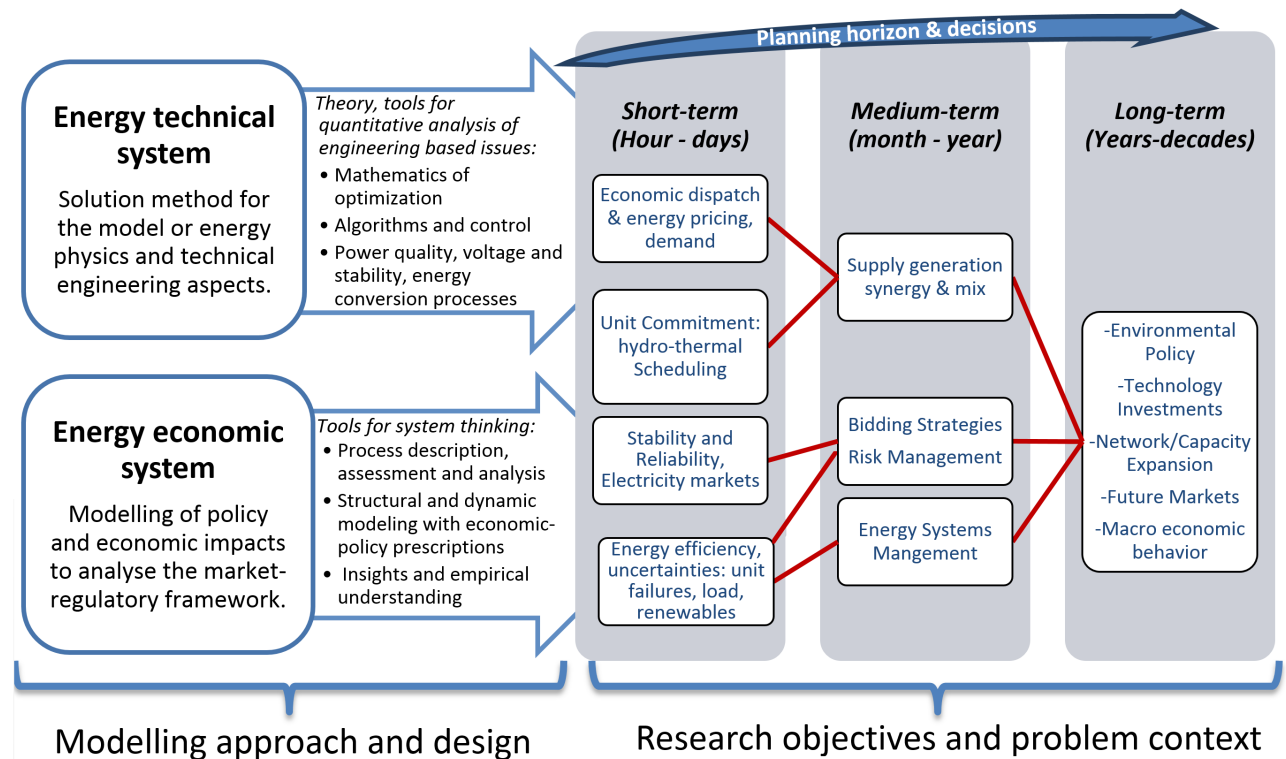 Planning horizon & decisions
Energy technical
system
Solution method for
the model or energy
physics and technical
engineering aspects.
Theory, tools for
quantitative analysis of
engineering based issues:
• Mathematics of
optimization
• Algorithms and control
• Power quality, voltage and
stability, energy
conversion processes
Energy economic
system
Modelling of policy
and economic impacts
to analyse the market-
regulatory framework.
Tools for system thinking:
• Process description,
assessment and analysis
• Structural and dynamic
modeling with economic-
policy prescriptions
• Insights and empirical
understanding
Short-term
(Hour - days)
Economic dispatch
& energy pricing,
demand
Unit Commitment:
hydro-thermal
Scheduling
Stability and
Reliability,
Electricity markets
Energy efficiency,
uncertainties: unit
failures, load,
renewables
Medium-term
(month - year)
Supply generation
synergy & mix
Bidding Strategies
Risk Management
Energy Systems
Mangement
Long-term
(Years-decades)
-Environmental
Policy
-Technology
Investments
-Network/Capacity
Expansion
-Future Markets
-Macro economic
behavior
Modelling approach and design
Research objectives and problem context